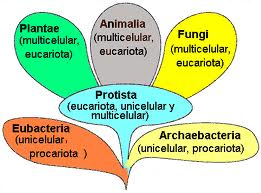 Plantae
(multicelular,
eucariota)
Animalia
(multicelular,
eucariota)
Fungi
(multicelular,
eucariota)
Protista
(eucariota, unicelular y
multicelular)
Eubacteria
(unicelular,
procariota )
Archaebacteria
(unicelular, procariota)